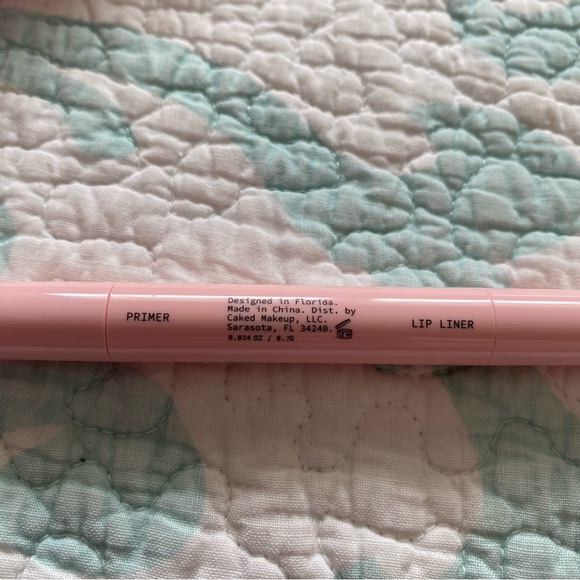 PRIMER
Designed in Florida.
Made in China. Dist. by
Caked Makeup, LLC.
Sarasota, FL 34240.
12 M
0.024 OZ / 0.7G
LIP LINER